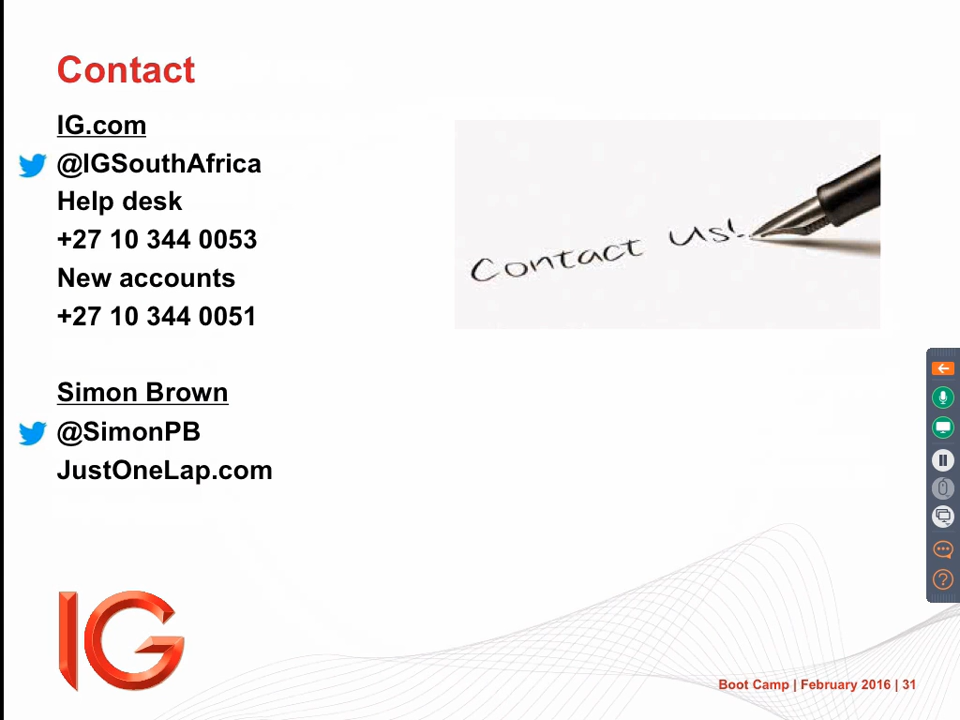 Contact
IG.com
@IGSouthAfrica
Help desk
+27 10 344 0053
New accounts
+27 10 344 0051
Contact Us!
Simon Brown
@SimonPB
JustOneLap.com
IG
Boot Camp | February 2016 | 31